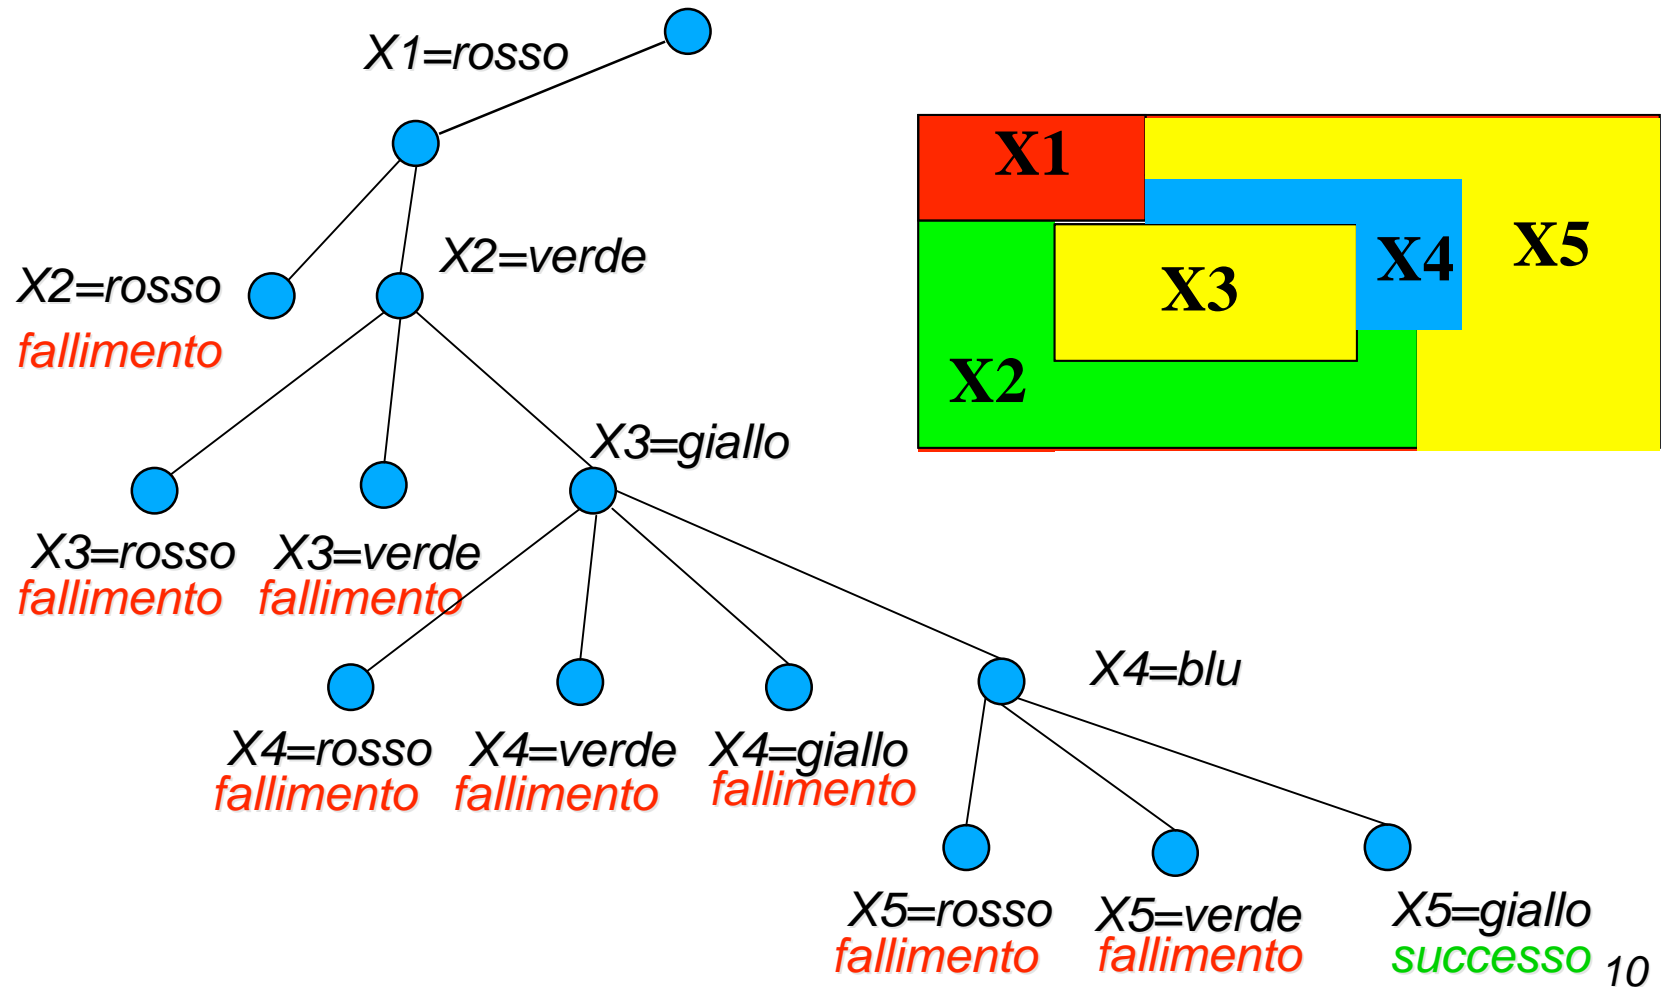 X1=rosso
X1
X2=verde
X4
X5
X3
X2=rosso
fallimento
X2
X3=giallo
X3=rosso
X3=verde
fallimento
fallimento
X4=blu
X4=rosso
X4=verde
X4=giallo
fallimento
fallimento
fallimento
X5=rosso
X5=verde
X5=giallo
fallimento
fallimento
successo
10